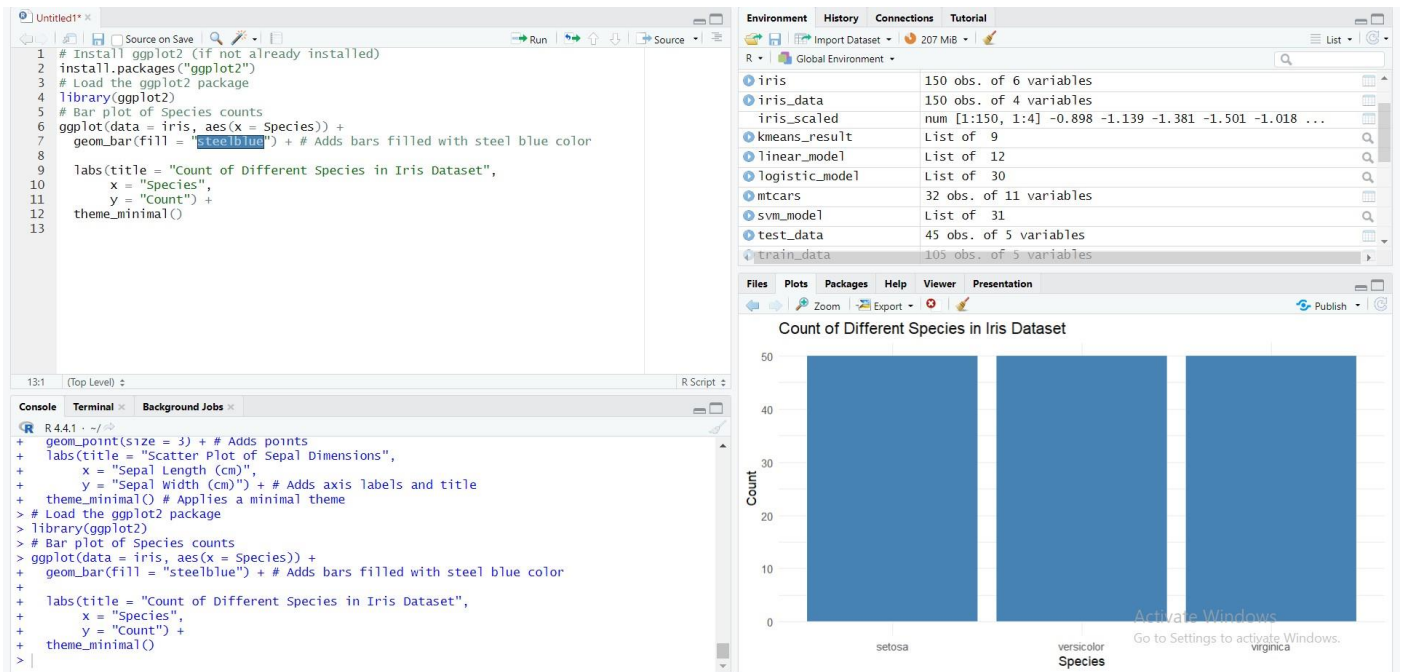 Untitled1*
Source on Save
Run
Source
1 # Install ggplot2 (if not already installed)
2 install.packages("ggplot2")
3 # Load the ggplot2 package
4 library(ggplot2)
5 # Bar plot of Species counts
6 ggplot(data = iris, aes(x = Species)) +
7   geom_bar(fill = "steelblue") + # Adds bars filled with steel blue color
8
9   labs(title = "Count of Different Species in Iris Dataset",
10        x = "Species",
11        y = "Count") +
12   theme_minimal()
13
13:1 (Top Level) R Script
Console Terminal Background Jobs
R 4.4.1 · ~/
+   geom_point(size = 3) + # Adds points
+   labs(title = "Scatter Plot of Sepal Dimensions",
+        x = "Sepal Length (cm)",
+        y = "Sepal Width (cm)") + # Adds axis labels and title
+   theme_minimal() # Applies a minimal theme
> # Load the ggplot2 package
> library(ggplot2)
> # Bar plot of Species counts
> ggplot(data = iris, aes(x = Species)) +
+   geom_bar(fill = "steelblue") + # Adds bars filled with steel blue color
+
+   labs(title = "Count of Different Species in Iris Dataset",
+        x = "Species",
+        y = "Count") +
+   theme_minimal()
>
Environment History Connections Tutorial
Import Dataset 207 MiB List
R Global Environment
iris 150 obs. of 6 variables
iris_data 150 obs. of 4 variables
iris_scaled num [1:150, 1:4] -0.898 -1.139 -1.381 -1.501 -1.018 ...
kmeans_result List of 9
linear_model List of 12
logistic_model List of 30
mtcars 32 obs. of 11 variables
svm_model List of 31
test_data 45 obs. of 5 variables
train_data 105 obs. of 5 variables
Files Plots Packages Help Viewer Presentation
Zoom Export Publish
Count of Different Species in Iris Dataset
50
40
30
20
10
0
Count
setosa versicolor virginica
Species
Activate Windows
Go to Settings to activate Windows.